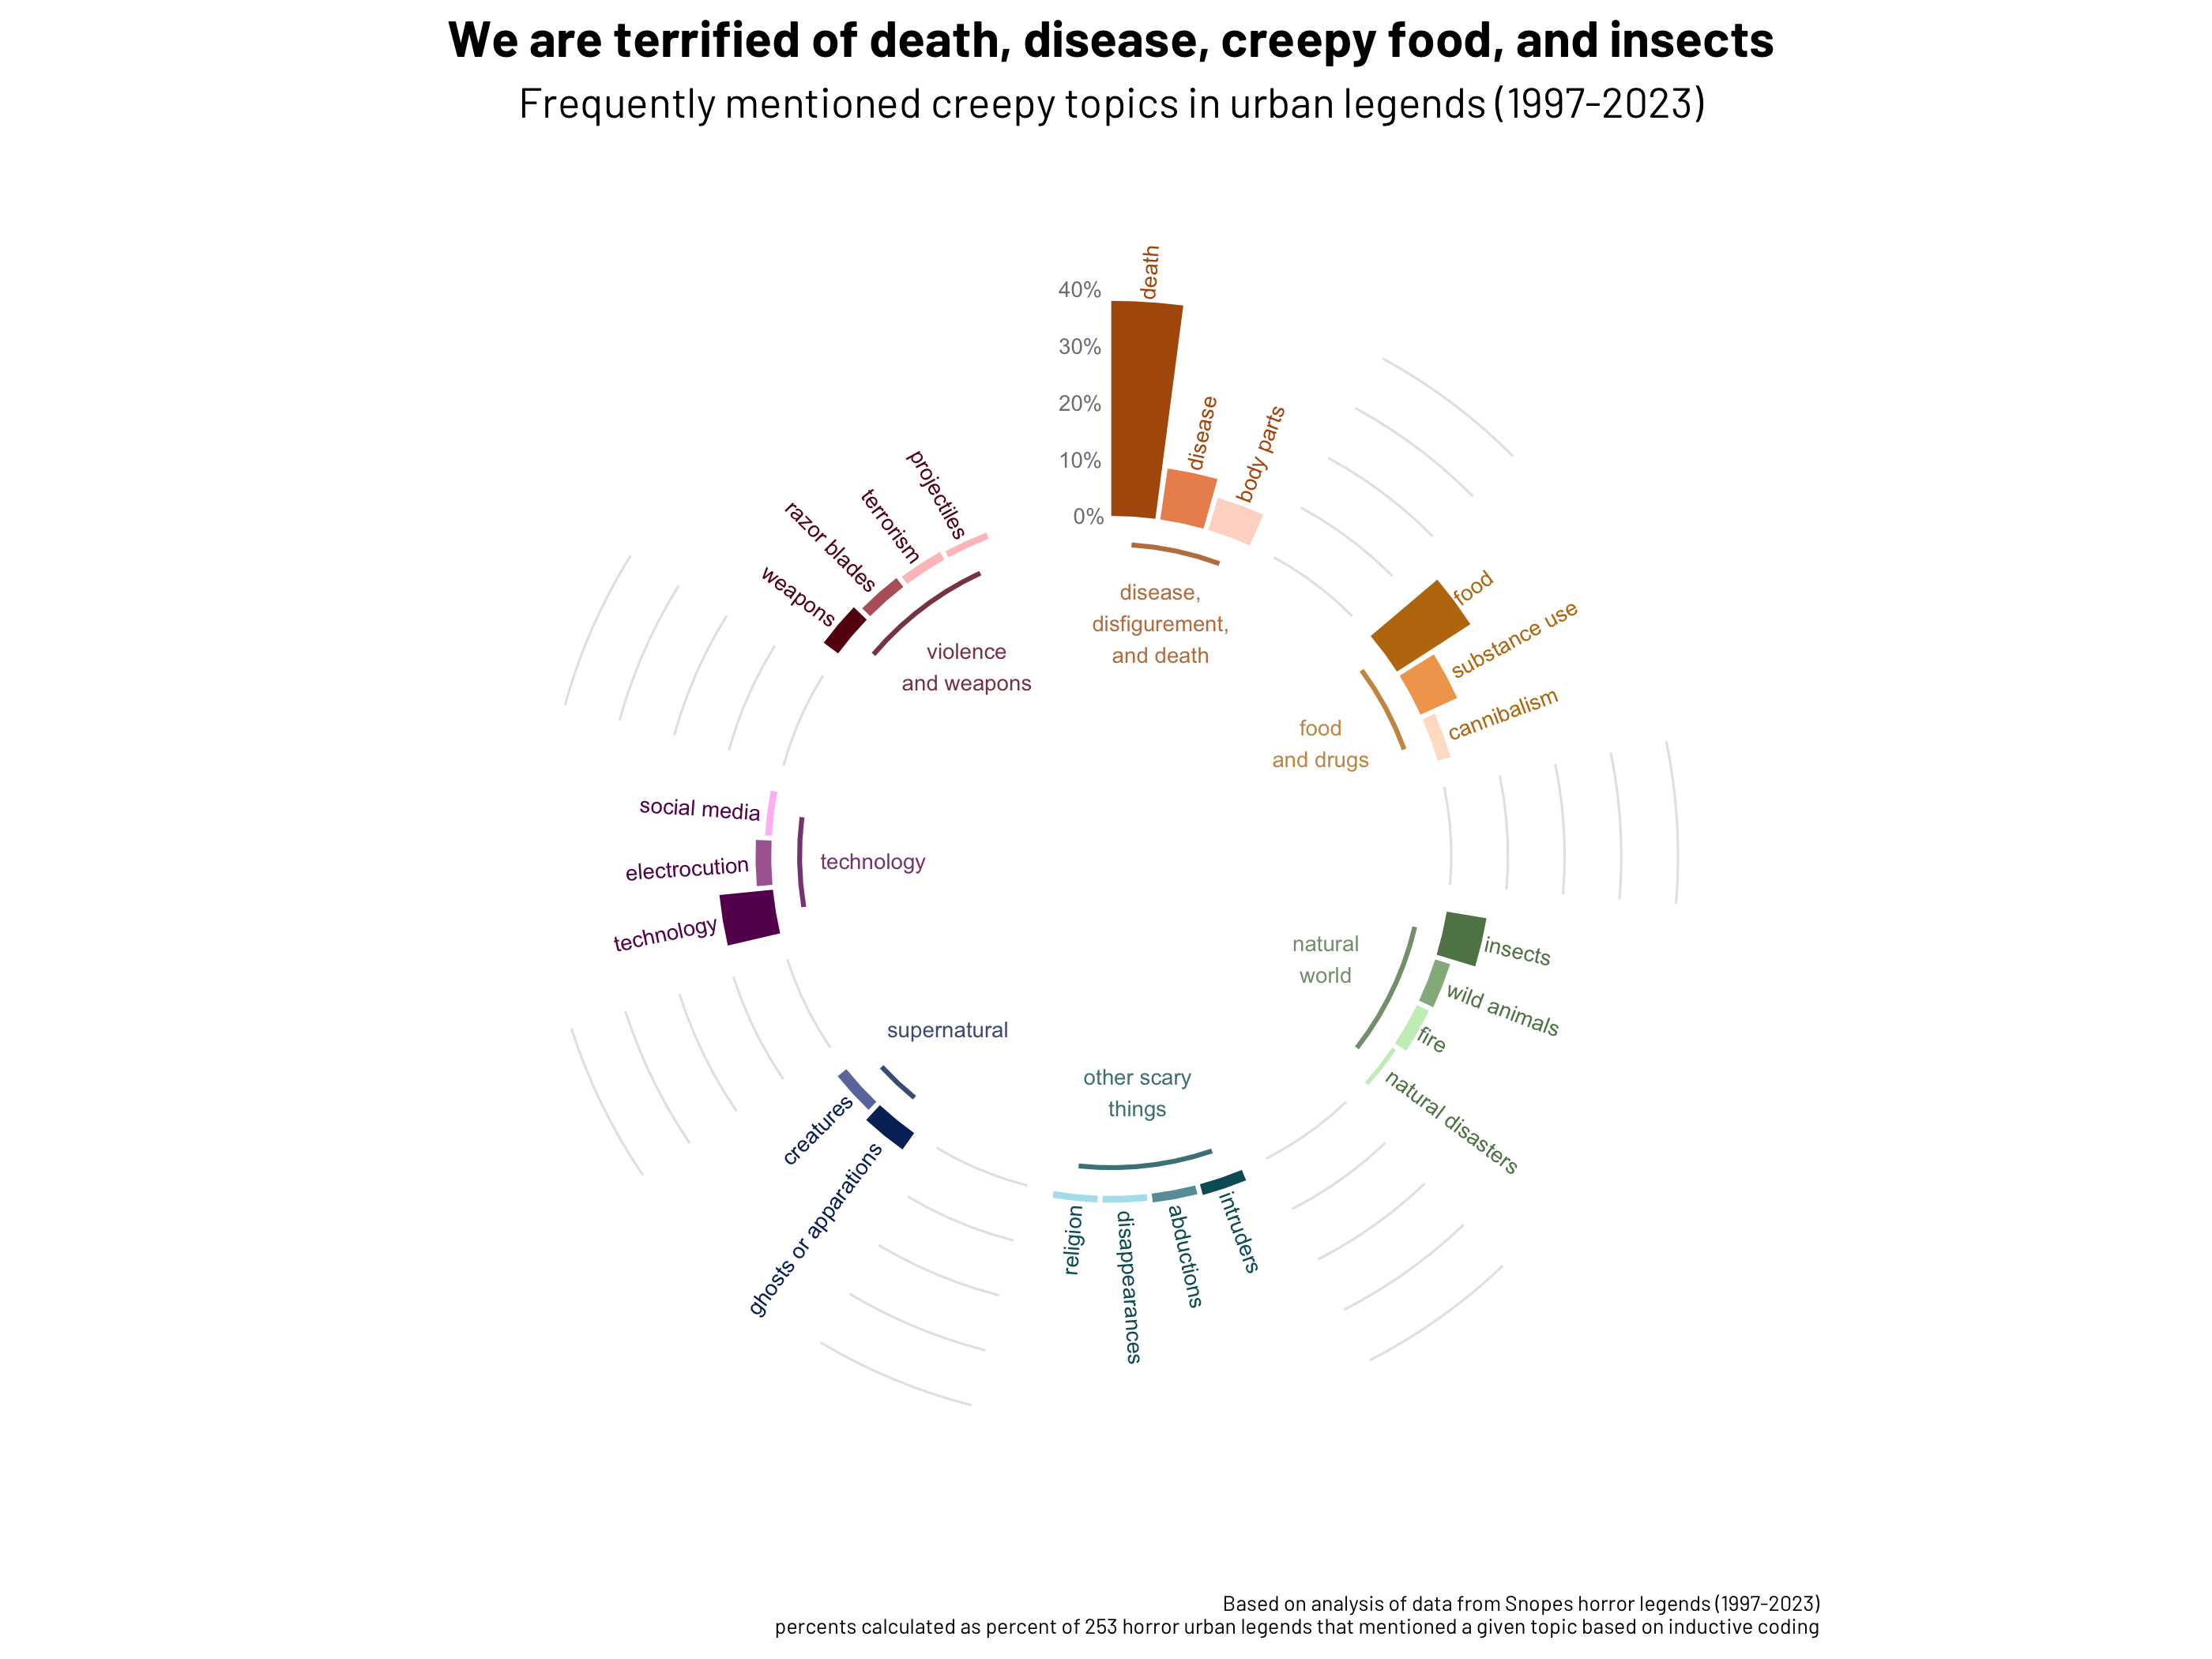 We are terrified of death, disease, creepy food, and insects
Frequently mentioned creepy topics in urban legends (1997-2023)
40%
30%
20%
10%
0%
death
disease
body parts
disease,
disfigurement,
and death
food
substance use
cannibalism
food
and drugs
insects
wild animals
fire
natural disasters
natural
world
intruders
abductions
disappearances
religion
other scary
things
ghosts or apparations
creatures
supernatural
technology
electrocution
social media
technology
weapons
razor blades
terrorism
projectiles
violence
and weapons
Based on analysis of data from Snopes horror legends (1997-2023)
percents calculated as percent of 253 horror urban legends that mentioned a given topic based on inductive coding